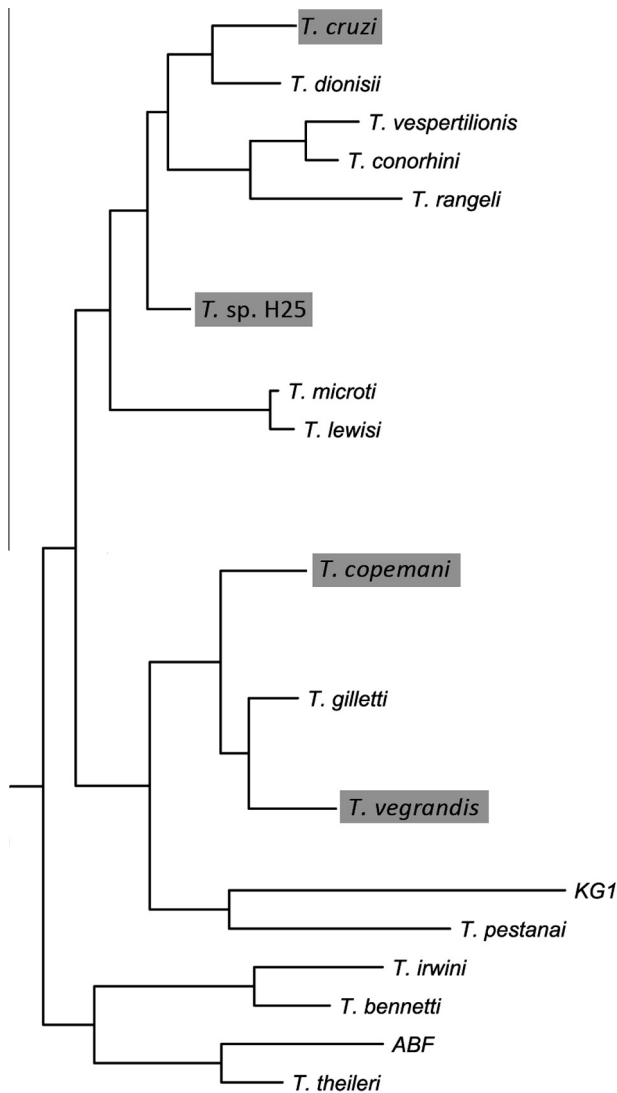 T. cruzi
T. dionisii
T. vespertilionis
T. conorhini
T. rangeli
T. sp. H25
T. microti
T. lewisi
T. copemani
T. gilletti
T. vegrandis
KG1
T. pestanai
T. irwini
T. bennetti
ABF
T. theileri